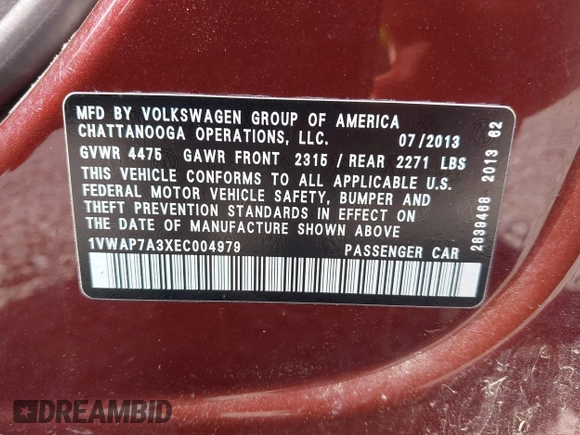 MFD BY VOLKSWAGEN GROUP OF AMERICA
CHATTANOOGA OPERATIONS, LLC. 07/2013
GVWR 4475 GAWR FRONT 2315 / REAR 2271 LBS
THIS VEHICLE CONFORMS TO ALL APPLICABLE U.S.
FEDERAL MOTOR VEHICLE SAFETY, BUMPER AND
THEFT PREVENTION STANDARDS IN EFFECT ON
THE DATE OF MANUFACTURE SHOWN ABOVE
1VWAP7A3XEC004979 PASSENGER CAR
2839468 2013 62
DREAMBID